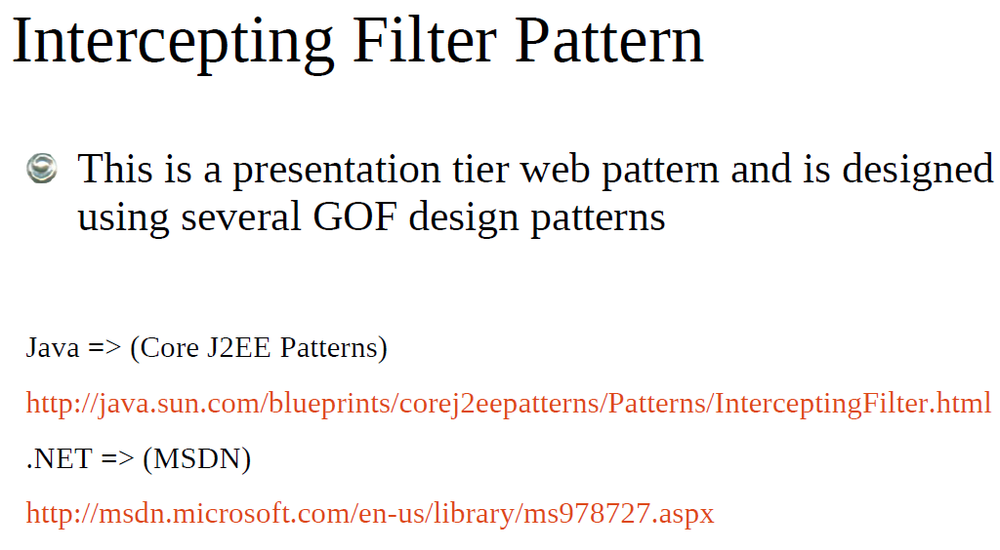 Intercepting Filter Pattern
This is a presentation tier web pattern and is designed
using several GOF design patterns
Java => (Core J2EE Patterns)
http://java.sun.com/blueprints/corej2eepatterns/Patterns/InterceptingFilter.html
.NET => (MSDN)
http://msdn.microsoft.com/en-us/library/ms978727.aspx